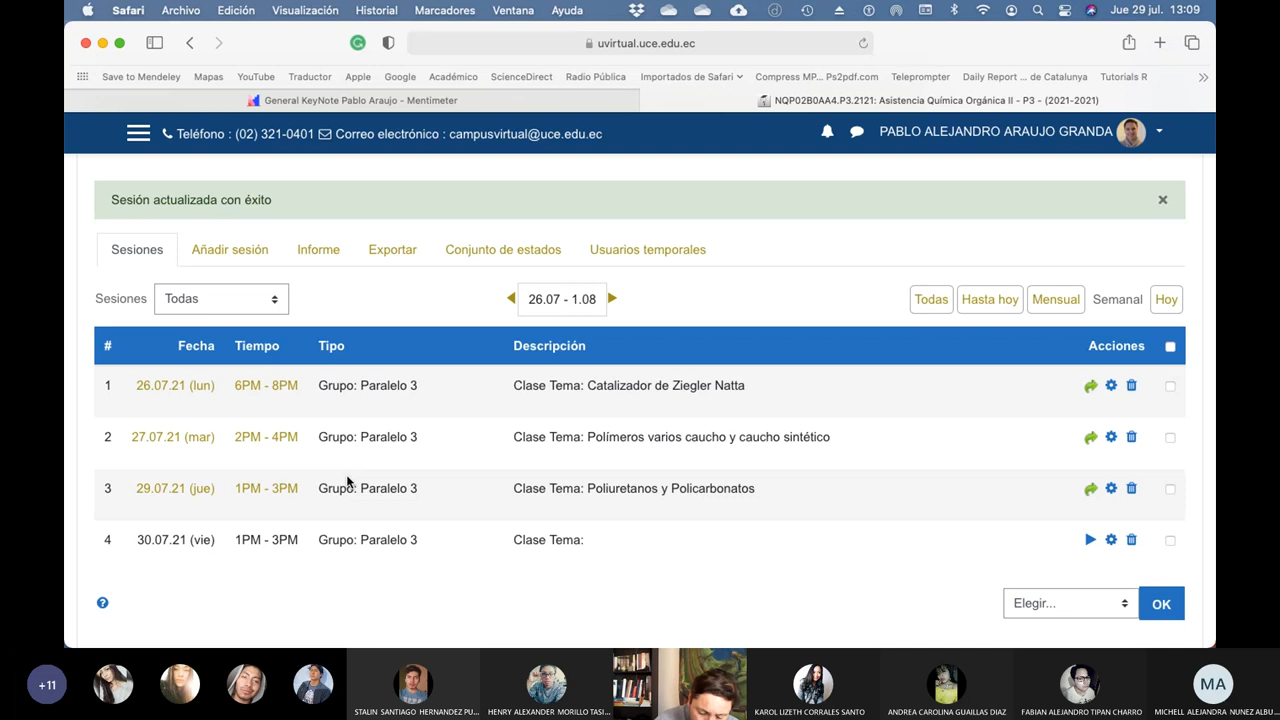 Safari Archivo Edición Visualización Historial Marcadores Ventana Ayuda Jue 29 jul. 13:09
uvirtual.uce.edu.ec
Save to Mendeley Mapas YouTube Traductor Apple Google Académico ScienceDirect Radio Pública Importados de Safari Compress MP... Ps2pdf.com Teleprompter Daily Report ... de Catalunya Tutorials R
General KeyNote Pablo Araujo - Mentimeter NQP02B0AA4.P3.2121: Asistencia Química Orgánica II - P3 - (2021-2021)
Teléfono : (02) 321-0401 Correo electrónico : campusvirtual@uce.edu.ec PABLO ALEJANDRO ARAUJO GRANDA
Sesión actualizada con éxito ×
Sesiones Añadir sesión Informe Exportar Conjunto de estados Usuarios temporales
Sesiones Todas 26.07 - 1.08 Todas Hasta hoy Mensual Semanal Hoy
# Fecha Tiempo Tipo Descripción Acciones
1 26.07.21 (lun) 6PM - 8PM Grupo: Paralelo 3 Clase Tema: Catalizador de Ziegler Natta
2 27.07.21 (mar) 2PM - 4PM Grupo: Paralelo 3 Clase Tema: Polímeros varios caucho y caucho sintético
3 29.07.21 (jue) 1PM - 3PM Grupo: Paralelo 3 Clase Tema: Poliuretanos y Policarbonatos
4 30.07.21 (vie) 1PM - 3PM Grupo: Paralelo 3 Clase Tema:
Elegir... OK
+11 MA
STALIN SANTIAGO HERNANDEZ PU... HENRY ALEXANDER MORILLO TASI... KAROL LIZETH CORRALES SANTO ANDREA CAROLINA GUAILLAS DIAZ FABIAN ALEJANDRO TIPAN CHARRO MICHELL ALEJANDRA NUNEZ ALBU...